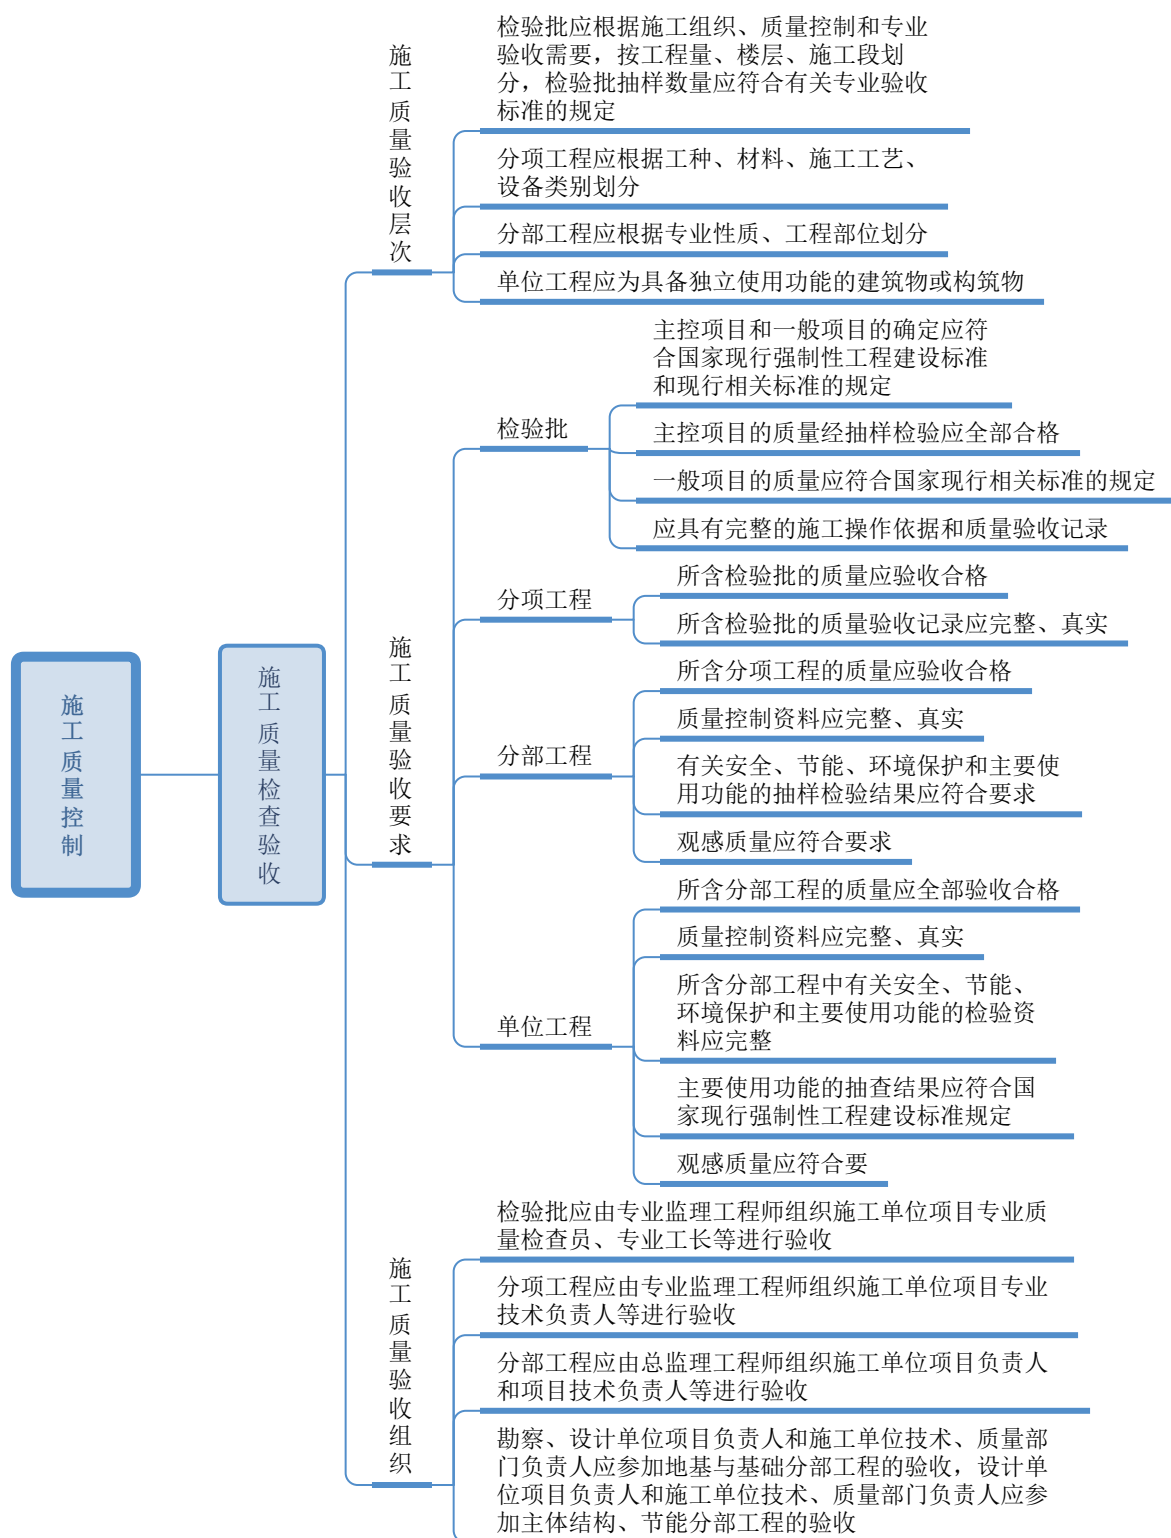 施工质量控制
施工质量检查验收
施工质量验收层次
检验批应根据施工组织、质量控制和专业
验收需要，按工程量、楼层、施工段划
分，检验批抽样数量应符合有关专业验收
标准的规定
分项工程应根据工种、材料、施工工艺、
设备类别划分
分部工程应根据专业性质、工程部位划分
单位工程应为具备独立使用功能的建筑物或构筑物
施工质量验收要求
检验批
主控项目和一般项目的确定应符
合国家现行强制性工程建设标准
和现行相关标准的规定
主控项目的质量经抽样检验应全部合格
一般项目的质量应符合国家现行相关标准的规定
应具有完整的施工操作依据和质量验收记录
分项工程
所含检验批的质量应验收合格
所含检验批的质量验收记录应完整、真实
分部工程
所含分项工程的质量应验收合格
质量控制资料应完整、真实
有关安全、节能、环境保护和主要使
用功能的抽样检验结果应符合要求
观感质量应符合要求
单位工程
所含分部工程的质量应全部验收合格
质量控制资料应完整、真实
所含分部工程中有关安全、节能、
环境保护和主要使用功能的检验资
料应完整
主要使用功能的抽查结果应符合国
家现行强制性工程建设标准规定
观感质量应符合要
施工质量验收组织
检验批应由专业监理工程师组织施工单位项目专业质
量检查员、专业工长等进行验收
分项工程应由专业监理工程师组织施工单位项目专业
技术负责人等进行验收
分部工程应由总监理工程师组织施工单位项目负责人
和项目技术负责人等进行验收
勘察、设计单位项目负责人和施工单位技术、质量部
门负责人应参加地基与基础分部工程的验收，设计单
位项目负责人和施工单位技术、质量部门负责人应参
加主体结构、节能分部工程的验收